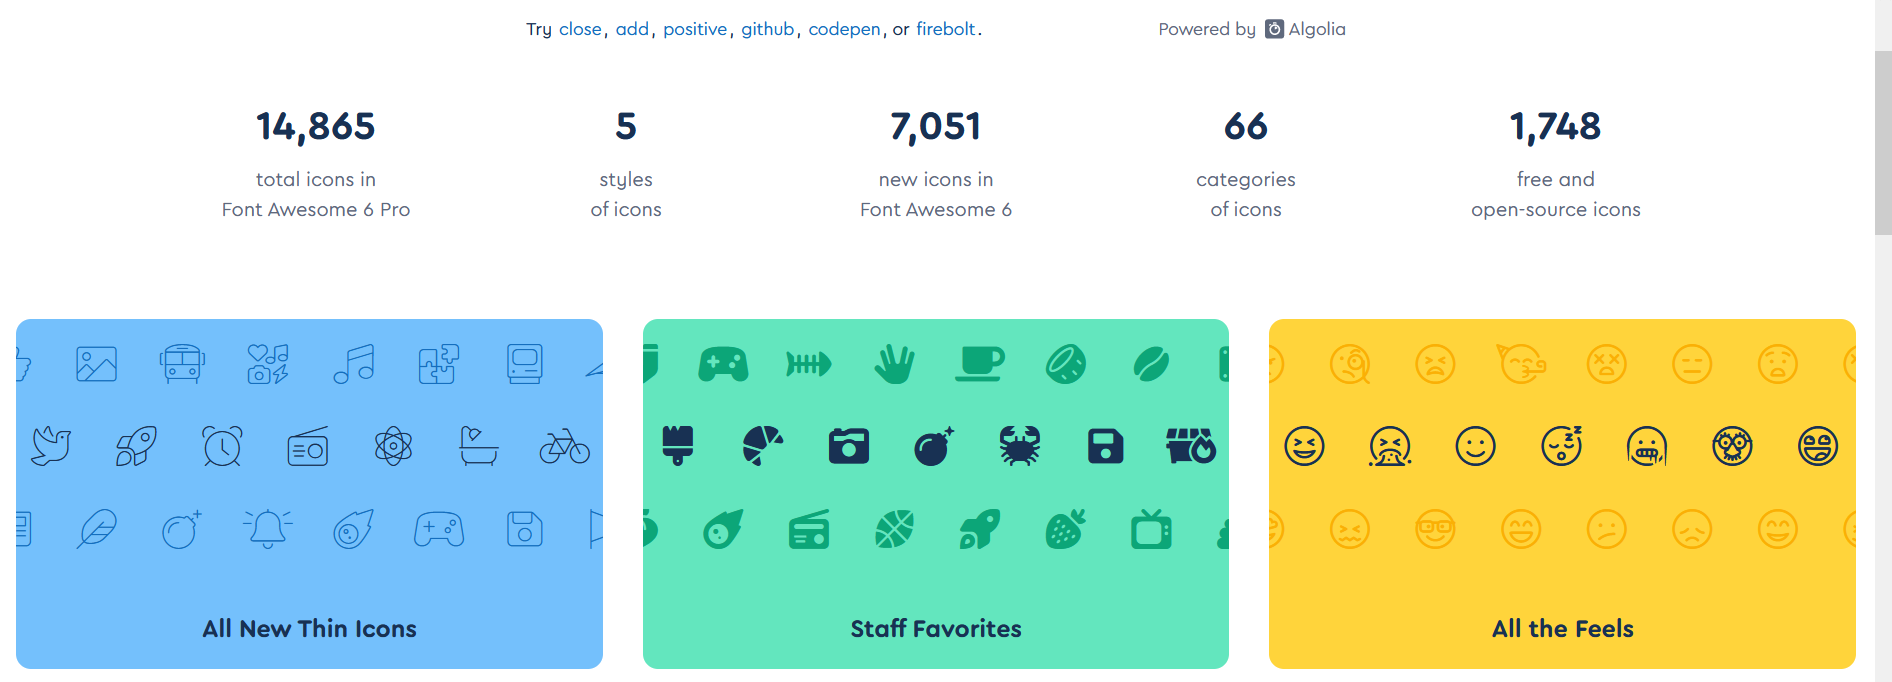 Try close, add, positive, github, codepen, or firebolt.
Powered by Algolia
14,865
total icons in
Font Awesome 6 Pro
5
styles
of icons
7,051
new icons in
Font Awesome 6
66
categories
of icons
1,748
free and
open-source icons
All New Thin Icons
Staff Favorites
All the Feels